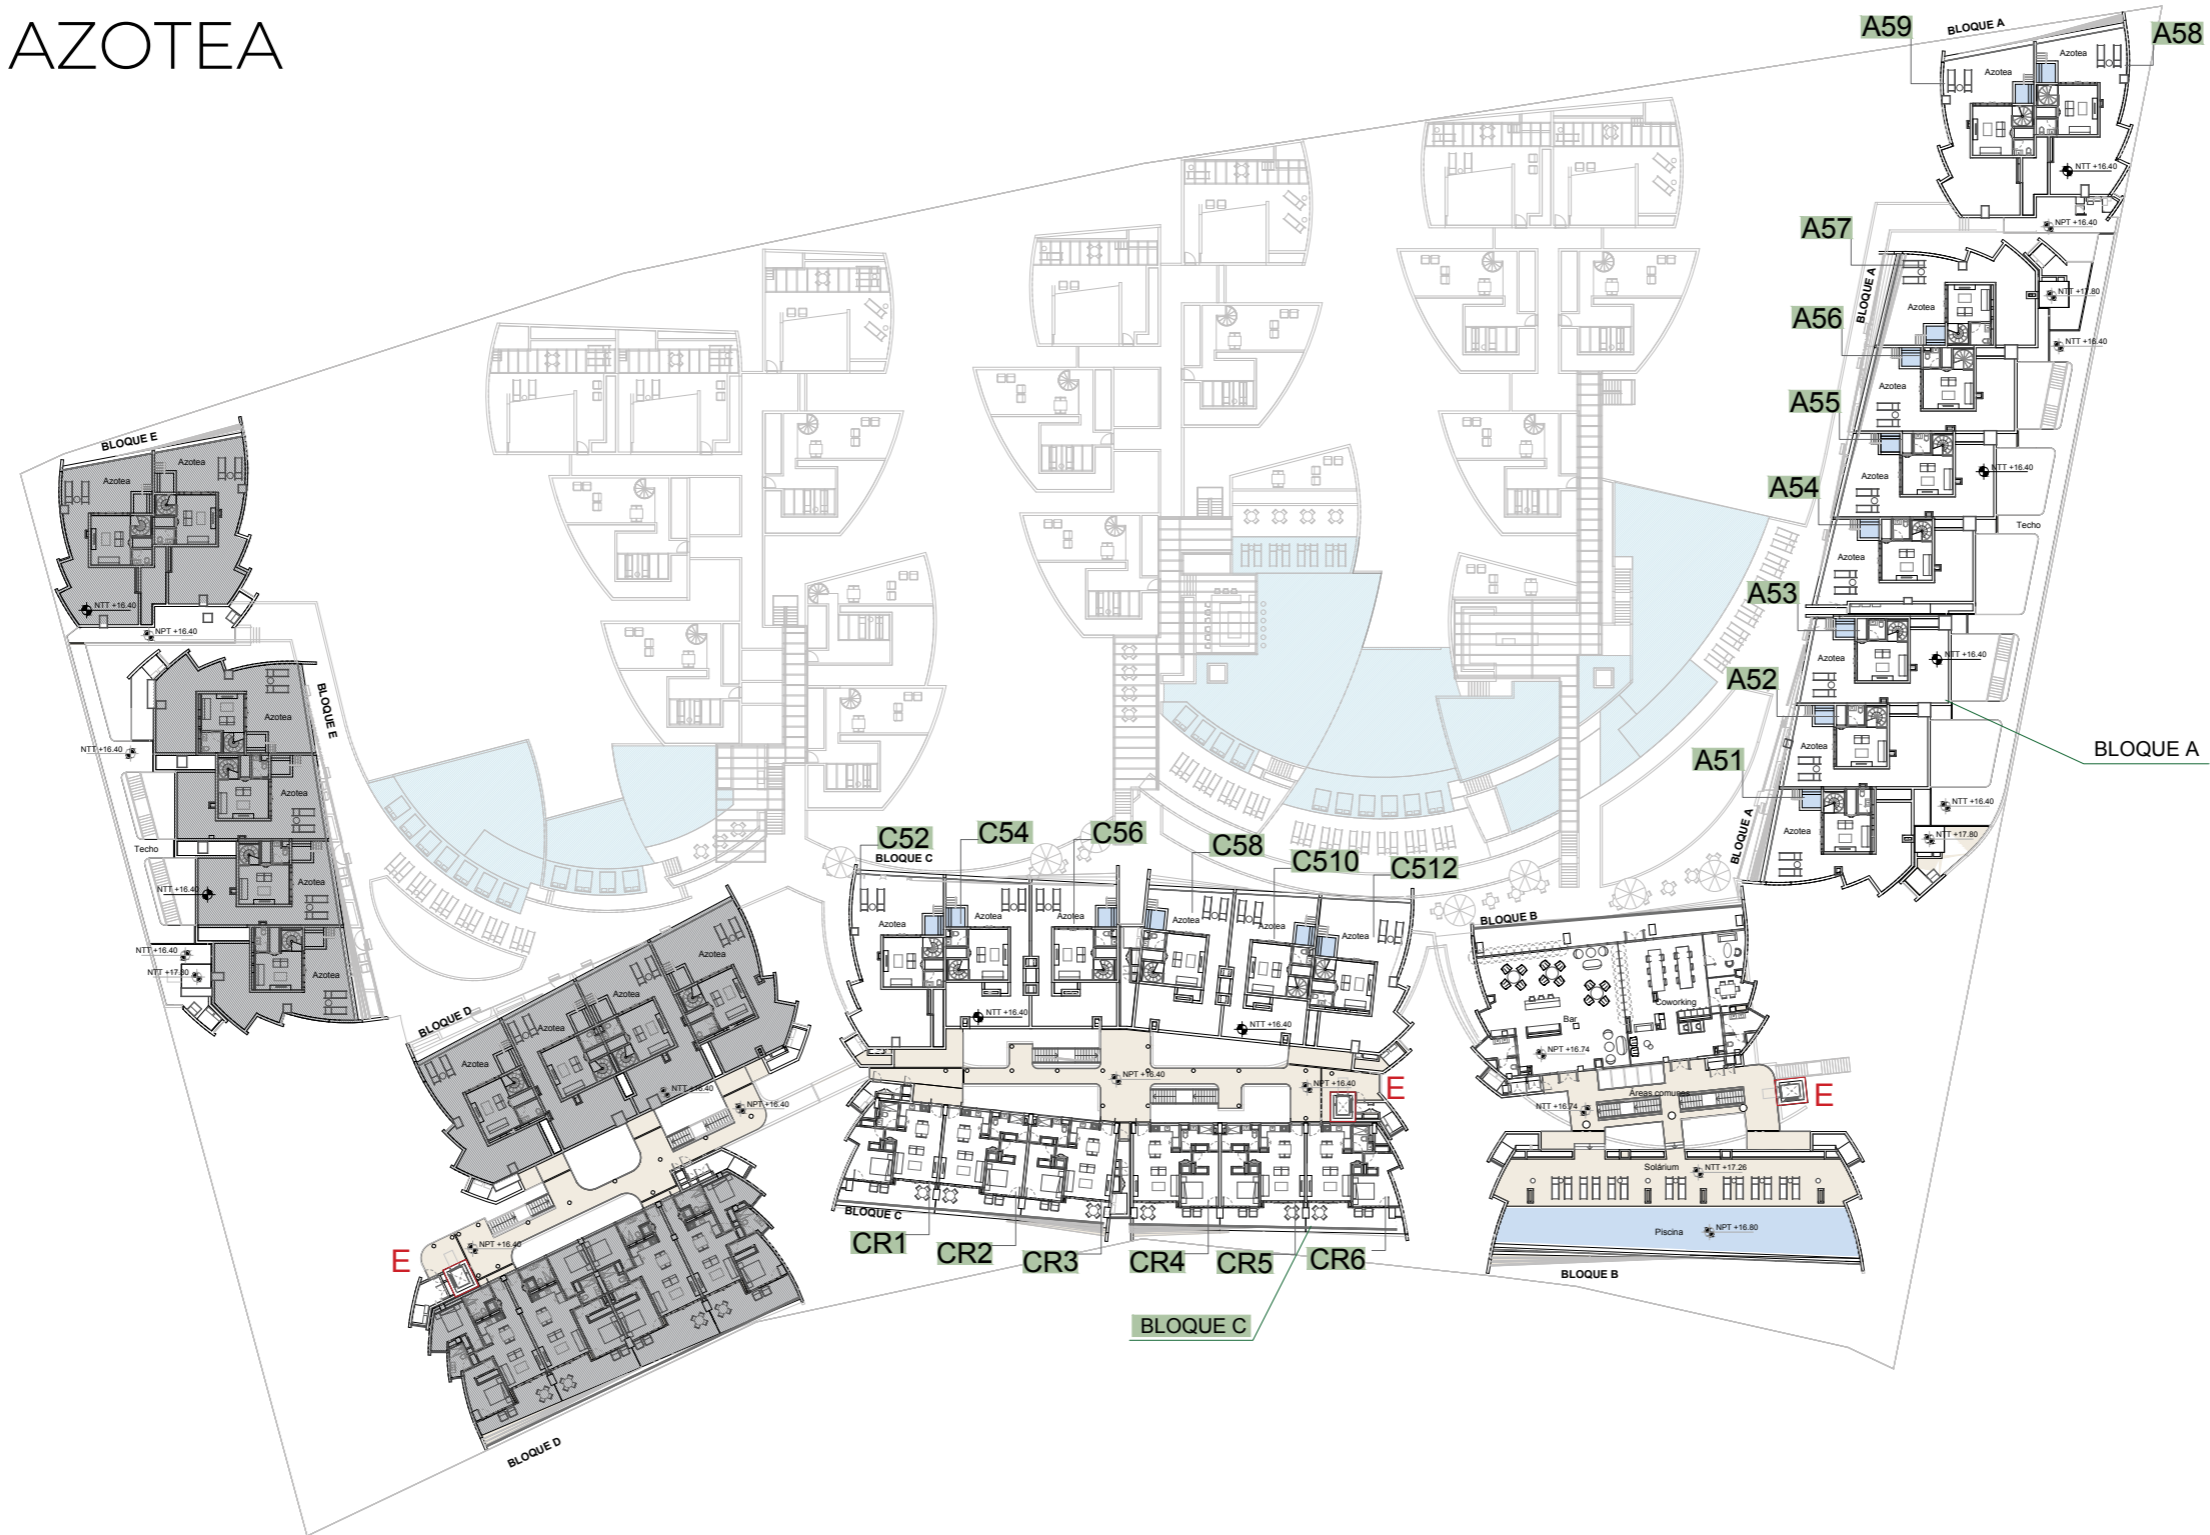 AZOTEA
A59
BLOQUE A
A58
Azotea
Azotea
NTT +16.40
NPT +16.40
A57
BLOQUE A
NTT +17.80
Azotea
A56
NTT +16.40
Azotea
A55
Azotea
NTT +16.40
A54
Techo
Azotea
A53
Azotea
NTT +16.40
A52
Azotea
BLOQUE A
A51
NTT +16.40
Azotea
NTT +17.80
BLOQUE A
BLOQUE E
Azotea
Azotea
NTT +16.40
NPT +16.40
BLOQUE E
Azotea
NTT +16.40
Azotea
Techo
Azotea
NTT +16.40
NTT +16.40
NTT +17.80
Azotea
BLOQUE D
Azotea
Azotea
Azotea
Azotea
NTT +16.40
NPT +16.40
NPT +16.40
E
BLOQUE D
C52
C54
C56
C58
C510
C512
BLOQUE C
Azotea
Azotea
Azotea
Azotea
Azotea
Azotea
NTT +16.40
NTT +16.40
NPT +16.40
NPT +16.40
E
BLOQUE C
CR1
CR2
CR3
CR4
CR5
CR6
BLOQUE C
BLOQUE B
Coworking
Bar
NPT +16.74
Áreas comunes
NTT +16.74
E
Solárium
NTT +17.26
Piscina
NPT +16.80
BLOQUE B